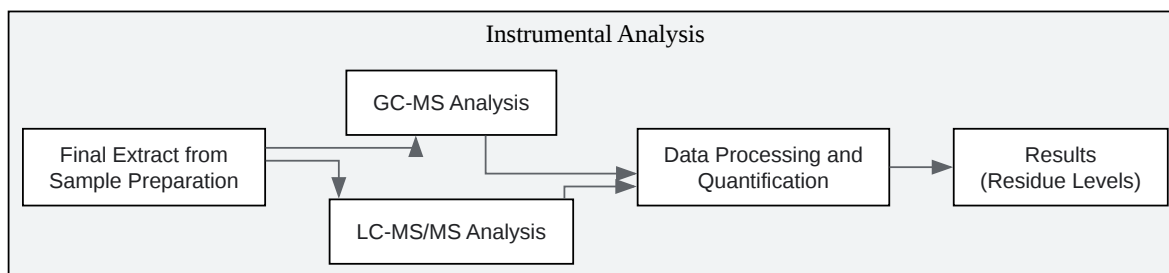 Instrumental Analysis
GC-MS Analysis
Final Extract from
Sample Preparation
LC-MS/MS Analysis
Data Processing and
Quantification
Results
(Residue Levels)